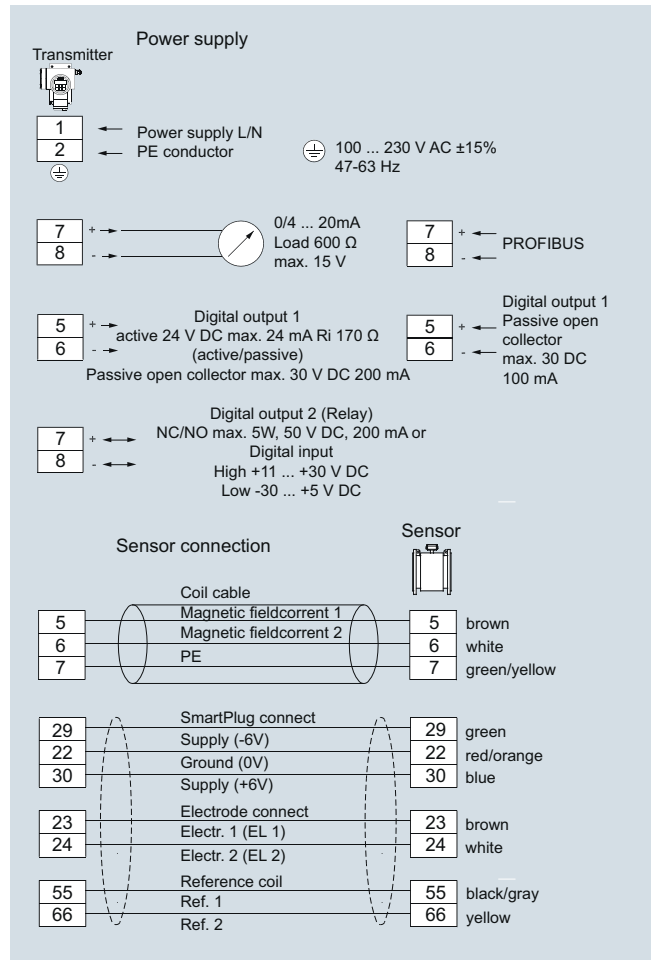 Power supply
Transmitter
1
Power supply L/N
2
PE conductor
100 ... 230 V AC ±15%
47-63 Hz
7
+
8
-
0/4 ... 20mA
Load 600 Ω
max. 15 V
7
+
8
-
PROFIBUS
5
+
6
-
Digital output 1
active 24 V DC max. 24 mA Ri 170 Ω
(active/passive)
Passive open collector max. 30 V DC 200 mA
5
+
6
-
Digital output 1
Passive open
collector
max. 30 DC
100 mA
7
+
8
-
Digital output 2 (Relay)
NC/NO max. 5W, 50 V DC, 200 mA or
Digital input
High +11 ... +30 V DC
Low -30 ... +5 V DC
Sensor connection
Sensor
Coil cable
5
Magnetic fieldcorrent 1
5
brown
6
Magnetic fieldcorrent 2
6
white
7
PE
7
green/yellow
SmartPlug connect
29
Supply (-6V)
29
green
22
Ground (0V)
22
red/orange
30
Supply (+6V)
30
blue
Electrode connect
23
Electr. 1 (EL 1)
23
brown
24
Electr. 2 (EL 2)
24
white
Reference coil
55
Ref. 1
55
black/gray
66
Ref. 2
66
yellow